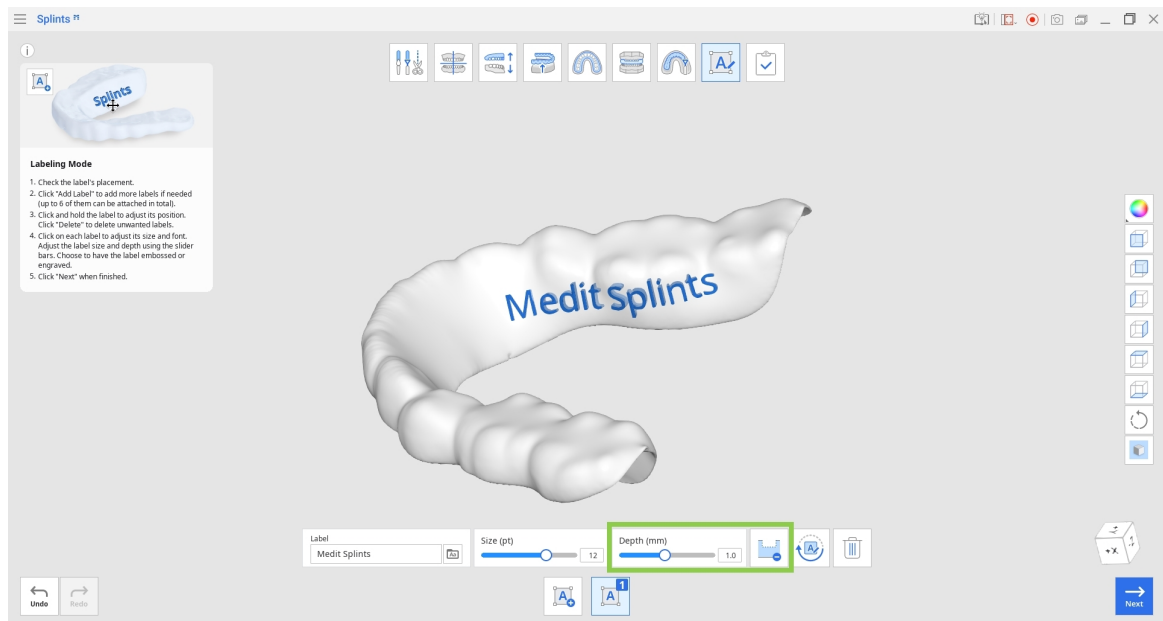 Splints
Splints
Labeling Mode
1. Check the label's placement.
2. Click "Add Label" to add more labels if needed
(up to 6 of them can be attached in total).
3. Click and hold the label to adjust its position.
Click "Delete" to delete unwanted labels.
4. Click on each label to adjust its size and font.
Adjust the label size and depth using the slider
bars. Choose to have the label embossed or
engraved.
5. Click "Next" when finished.
Medit Splints
Label
Medit Splints
Size (pt)
12
Depth (mm)
1.0
1
Undo
Redo
Next